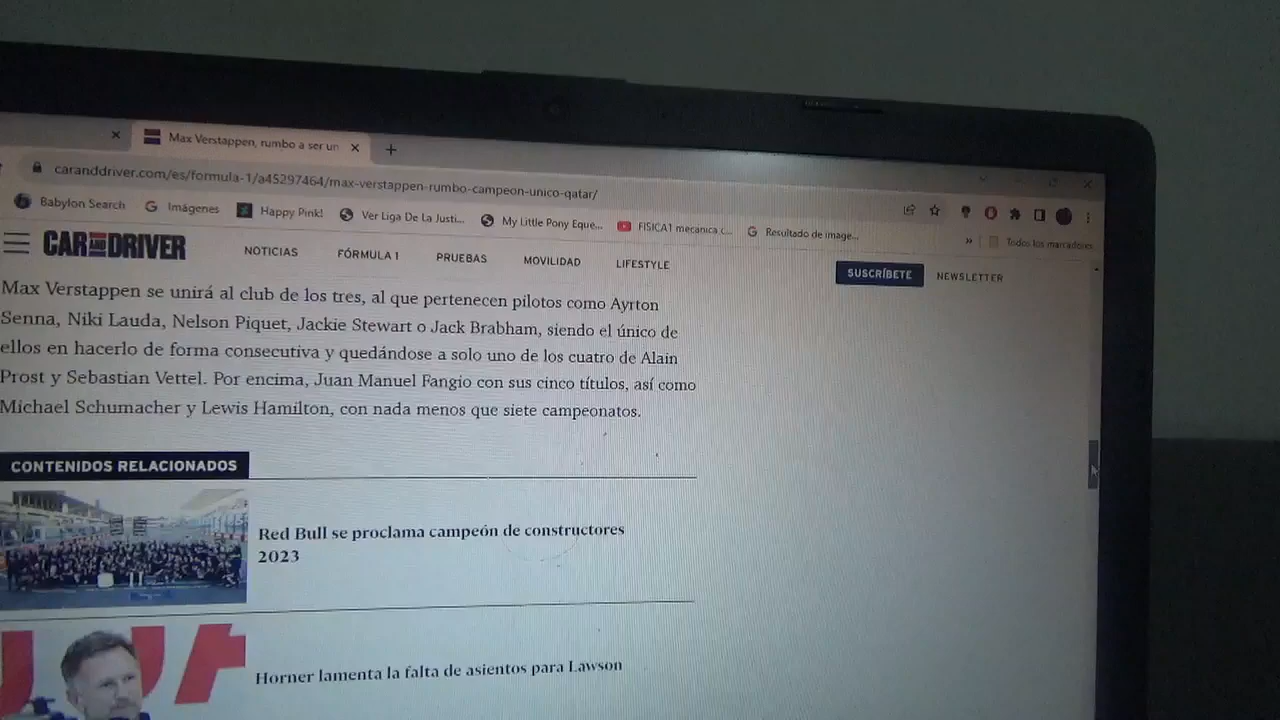 Max Verstappen, rumbo a ser un
caranddriver.com/es/formula-1/a45297464/max-verstappen-rumbo-campeon-unico-qatar/
Babylon Search Imágenes Happy Pink! Ver Liga De La Justi... My Little Pony Eque... FISICA1 mecanica c... Resultado de image... » Todos los marcadores
CAR AND DRIVER NOTICIAS FÓRMULA 1 PRUEBAS MOVILIDAD LIFESTYLE SUSCRÍBETE NEWSLETTER
Max Verstappen se unirá al club de los tres, al que pertenecen pilotos como Ayrton
Senna, Niki Lauda, Nelson Piquet, Jackie Stewart o Jack Brabham, siendo el único de
ellos en hacerlo de forma consecutiva y quedándose a solo uno de los cuatro de Alain
Prost y Sebastian Vettel. Por encima, Juan Manuel Fangio con sus cinco títulos, así como
Michael Schumacher y Lewis Hamilton, con nada menos que siete campeonatos.
CONTENIDOS RELACIONADOS
Red Bull se proclama campeón de constructores
2023
Horner lamenta la falta de asientos para Lawson